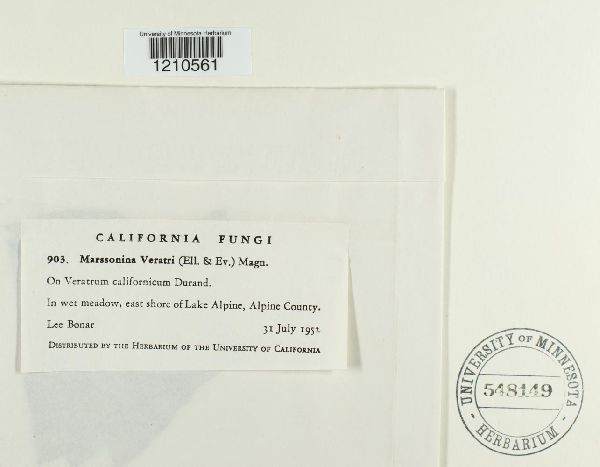 University of Minnesota Herbarium
1210561
CALIFORNIA FUNGI
903. Marssonina Veratri (Ell. & Ev.) Magn.
On Veratrum californicum Durand.
In wet meadow, east shore of Lake Alpine, Alpine County.
Lee Bonar 31 July 1951
DISTRIBUTED BY THE HERBARIUM OF THE UNIVERSITY OF CALIFORNIA
UNIVERSITY OF MINNESOTA
548149
- HERBARIUM -